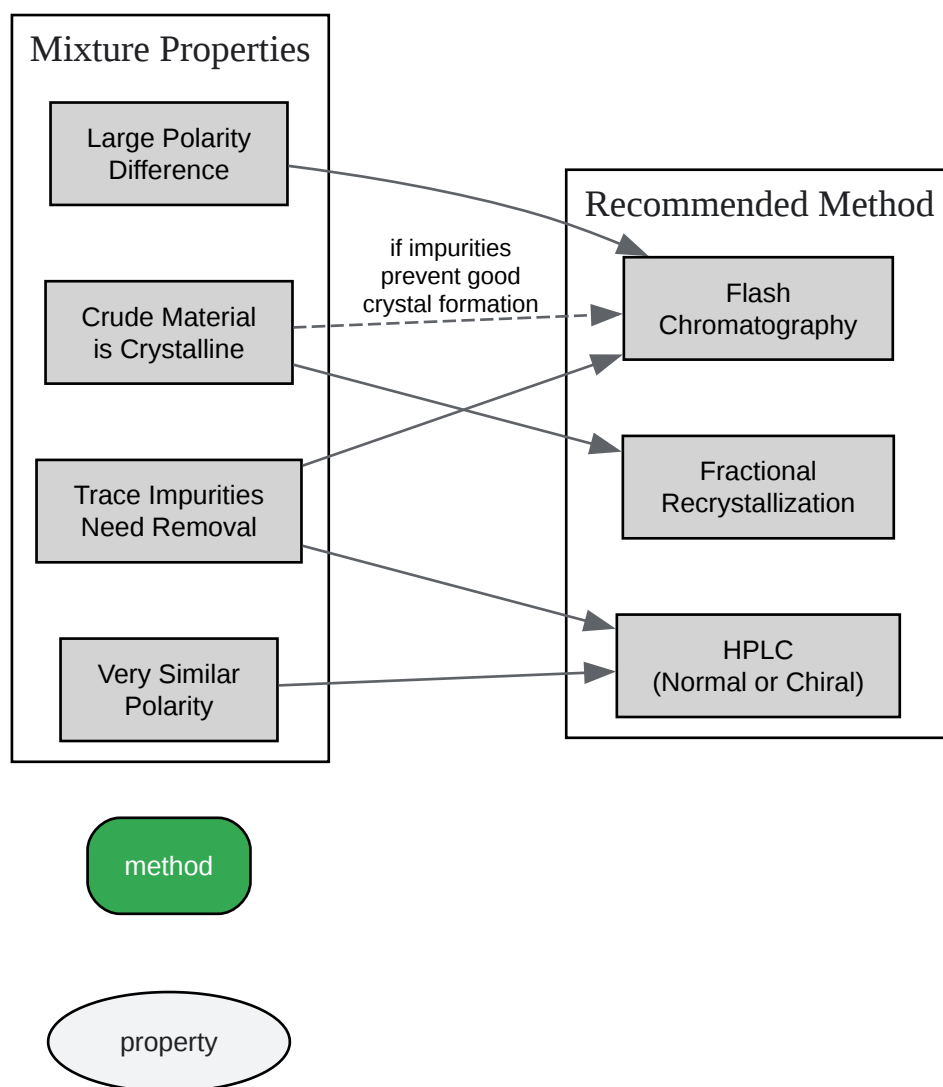 Mixture Properties
Large Polarity
Difference
Crude Material
is Crystalline
Trace Impurities
Need Removal
Very Similar
Polarity
if impurities
prevent good
crystal formation
Recommended Method
Flash
Chromatography
Fractional
Recrystallization
HPLC
(Normal or Chiral)
method
property